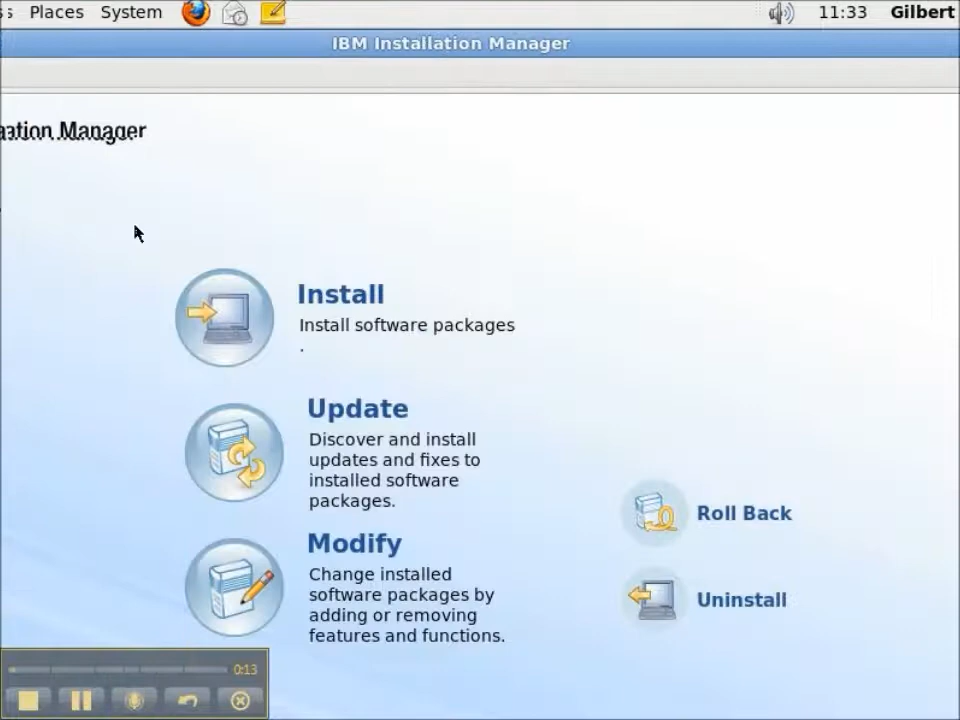 s Places System 11:33 Gilbert
IBM Installation Manager
ation Manager
Install
Install software packages
.
Update
Discover and install
updates and fixes to
installed software
packages.
Roll Back
Modify
Change installed
software packages by
adding or removing
features and functions.
Uninstall
0:13